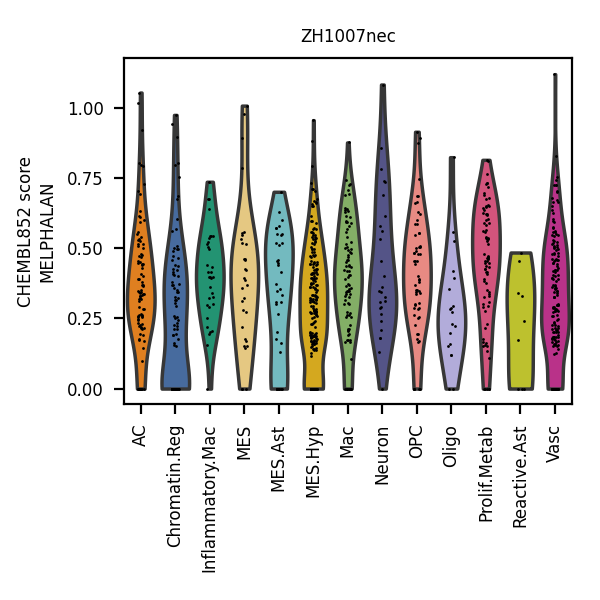 ZH1007nec
CHEMBL852 score
MELPHALAN
1.00
0.75
0.50
0.25
0.00
AC
Chromatin.Reg
Inflammatory.Mac
MES
MES.Ast
MES.Hyp
Mac
Neuron
OPC
Oligo
Prolif.Metab
Reactive.Ast
Vasc